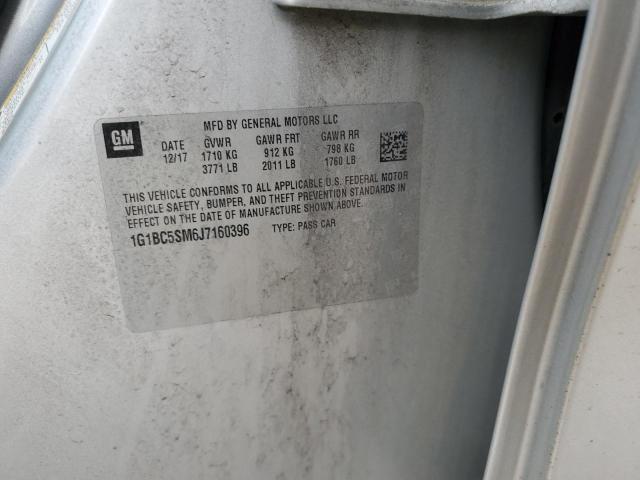 MFD BY GENERAL MOTORS LLC
GM DATE GVWR GAWR FRT GAWR RR
12/17 1710 KG 912 KG 798 KG
3771 LB 2011 LB 1760 LB
THIS VEHICLE CONFORMS TO ALL APPLICABLE U.S. FEDERAL MOTOR
VEHICLE SAFETY, BUMPER, AND THEFT PREVENTION STANDARDS IN
EFFECT ON THE DATE OF MANUFACTURE SHOWN ABOVE.
1G1BC5SM6J7160396 TYPE: PASS CAR